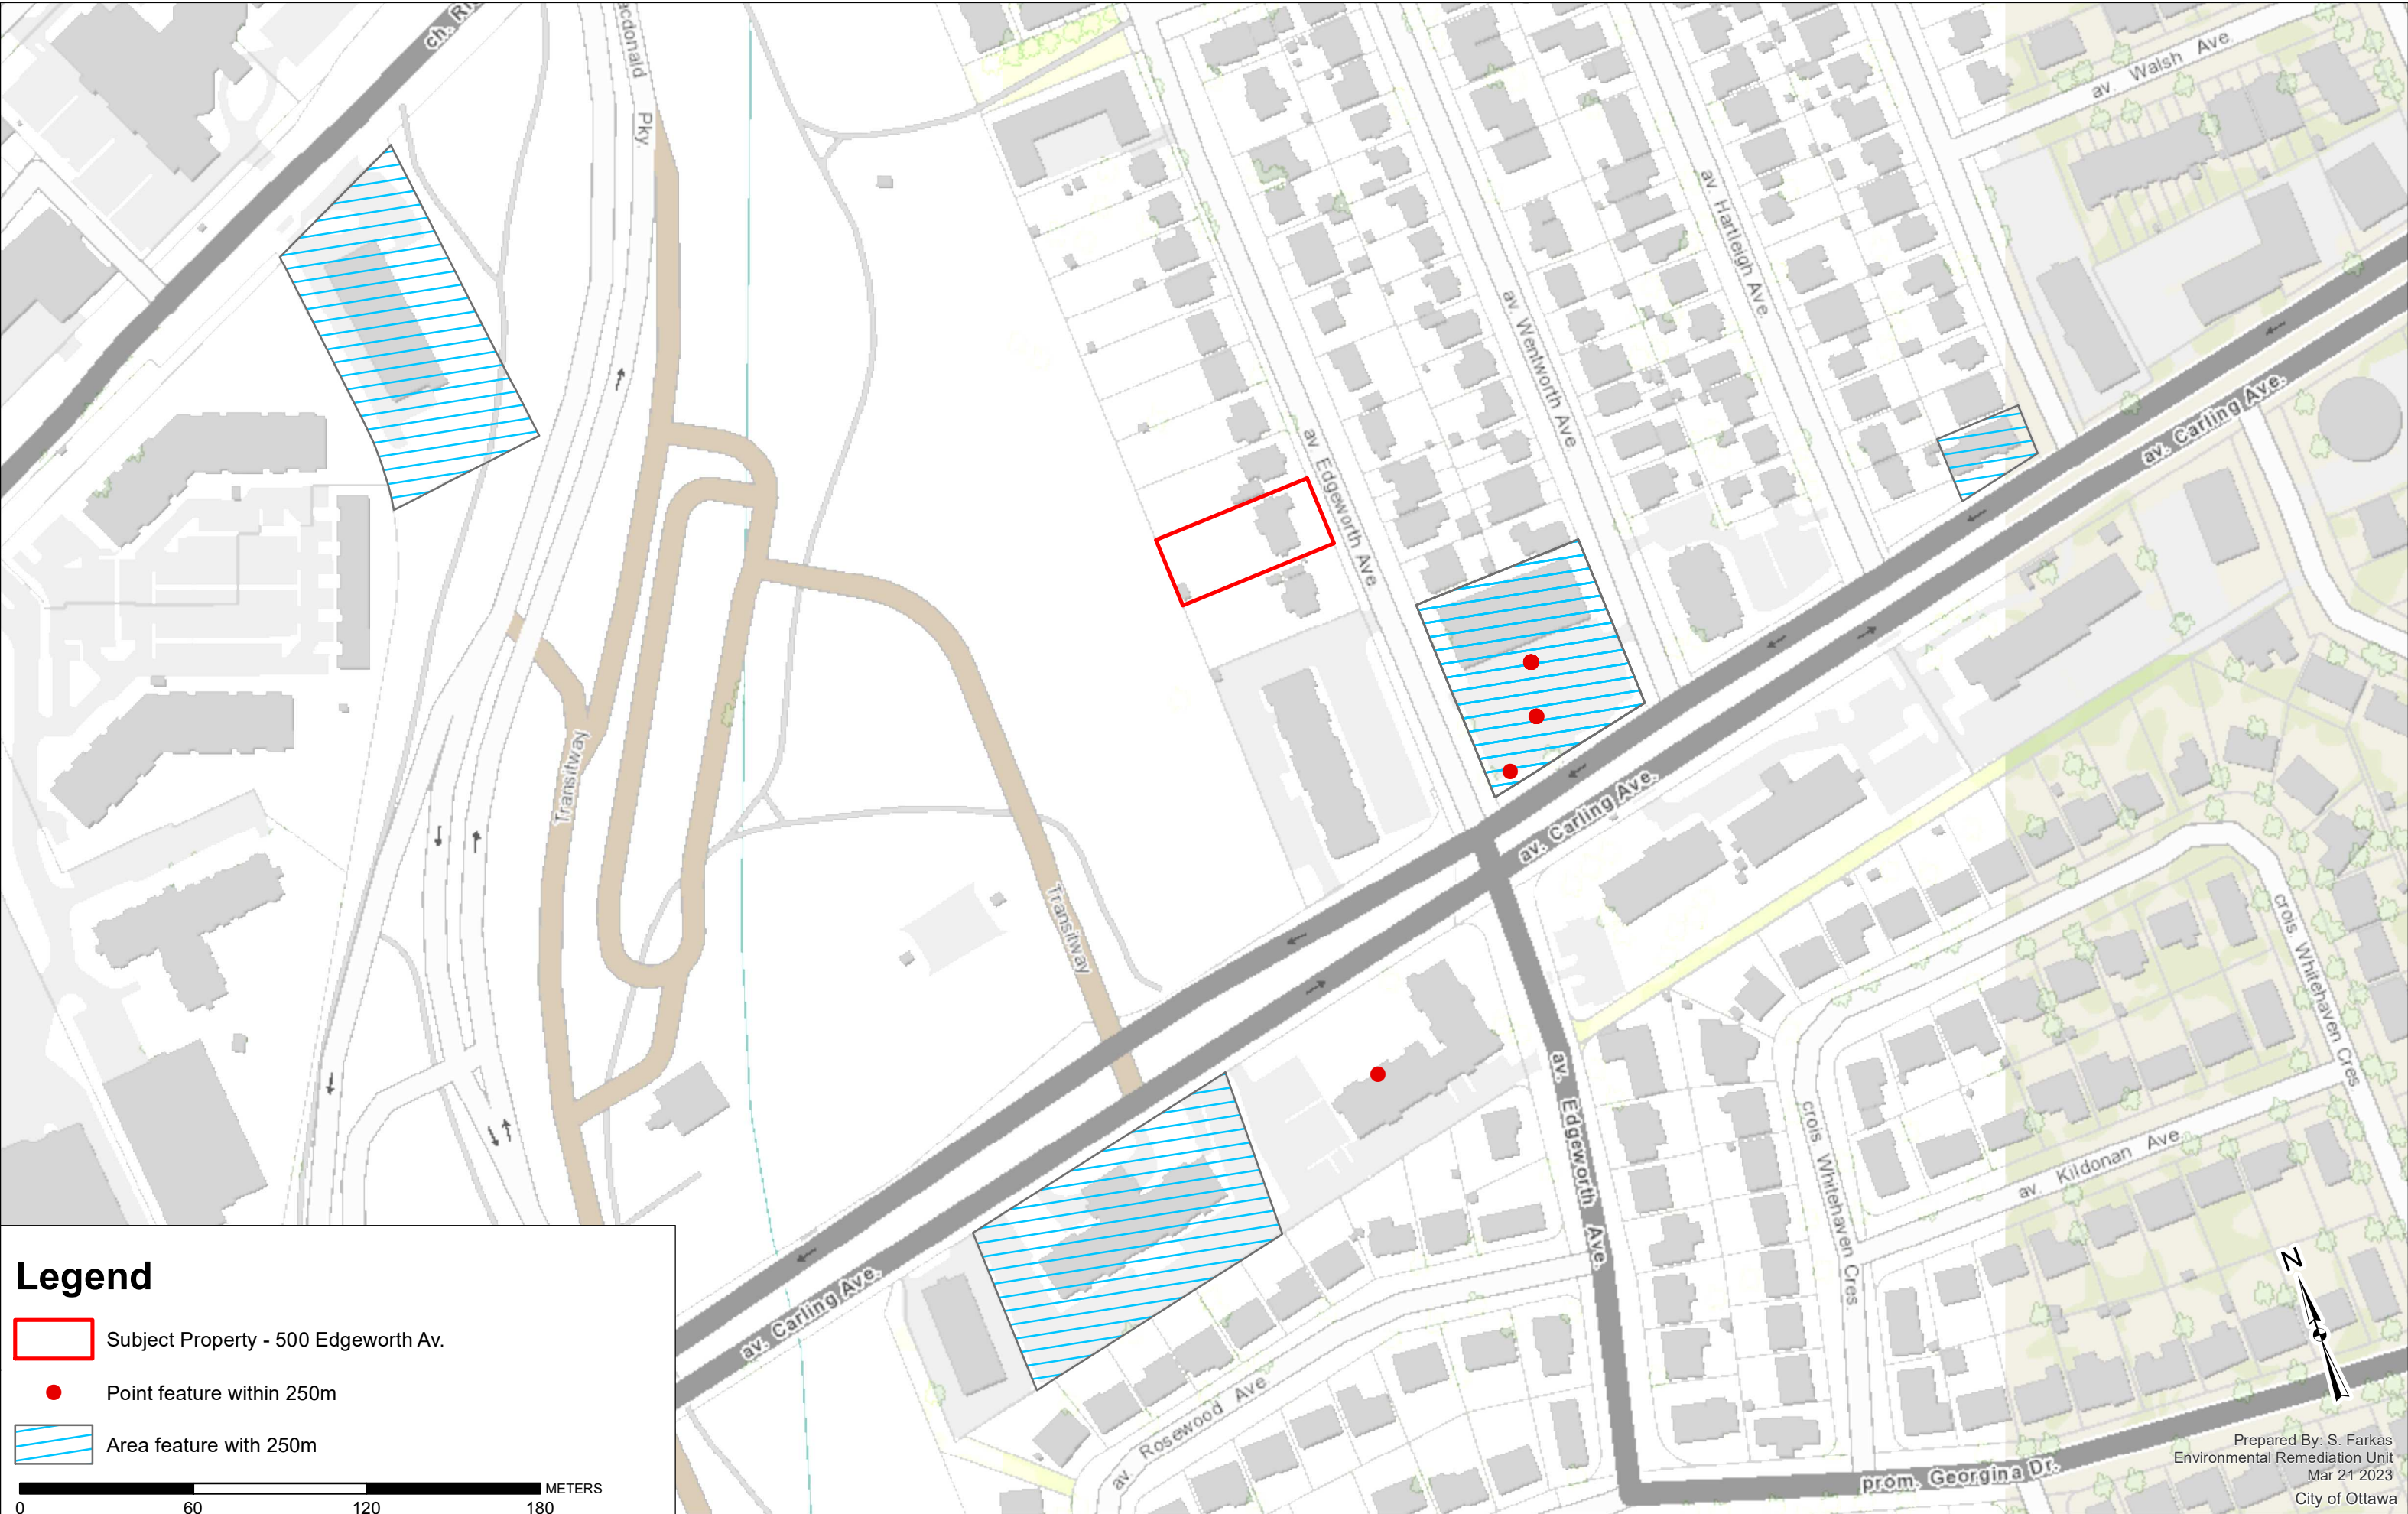 ch. Ri
acdonald Pky.
av. Walsh Ave.
av. Hartleigh Ave
av. Wentworth Ave
av. Edgeworth Ave
av. Carling Ave.
av. Carling Ave.
Transitway
Transitway
av. Edgeworth Ave.
crois. Whitehaven Cres
crois. Whitehaven Cres
av. Kildonan Ave
av. Carling Ave.
av. Rosewood Ave
prom. Georgina Dr.
N
Legend
Subject Property - 500 Edgeworth Av.
Point feature within 250m
Area feature with 250m
METERS
0 60 120 180
Prepared By: S. Farkas
Environmental Remediation Unit
Mar 21 2023
City of Ottawa